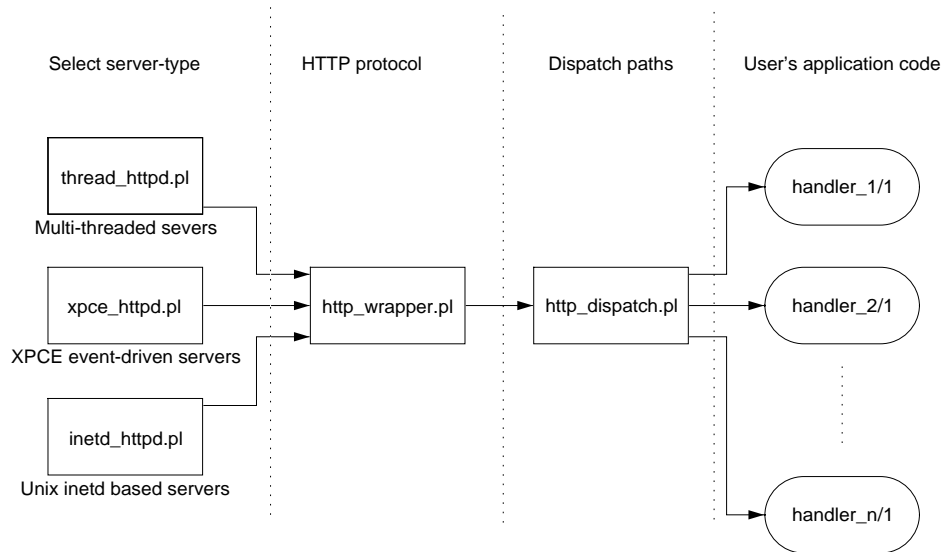 Select server-type
HTTP protocol
Dispatch paths
User's application code
thread_httpd.pl
Multi-threaded severs
xpce_httpd.pl
XPCE event-driven servers
inetd_httpd.pl
Unix inetd based servers
http_wrapper.pl
http_dispatch.pl
handler_1/1
handler_2/1
handler_n/1